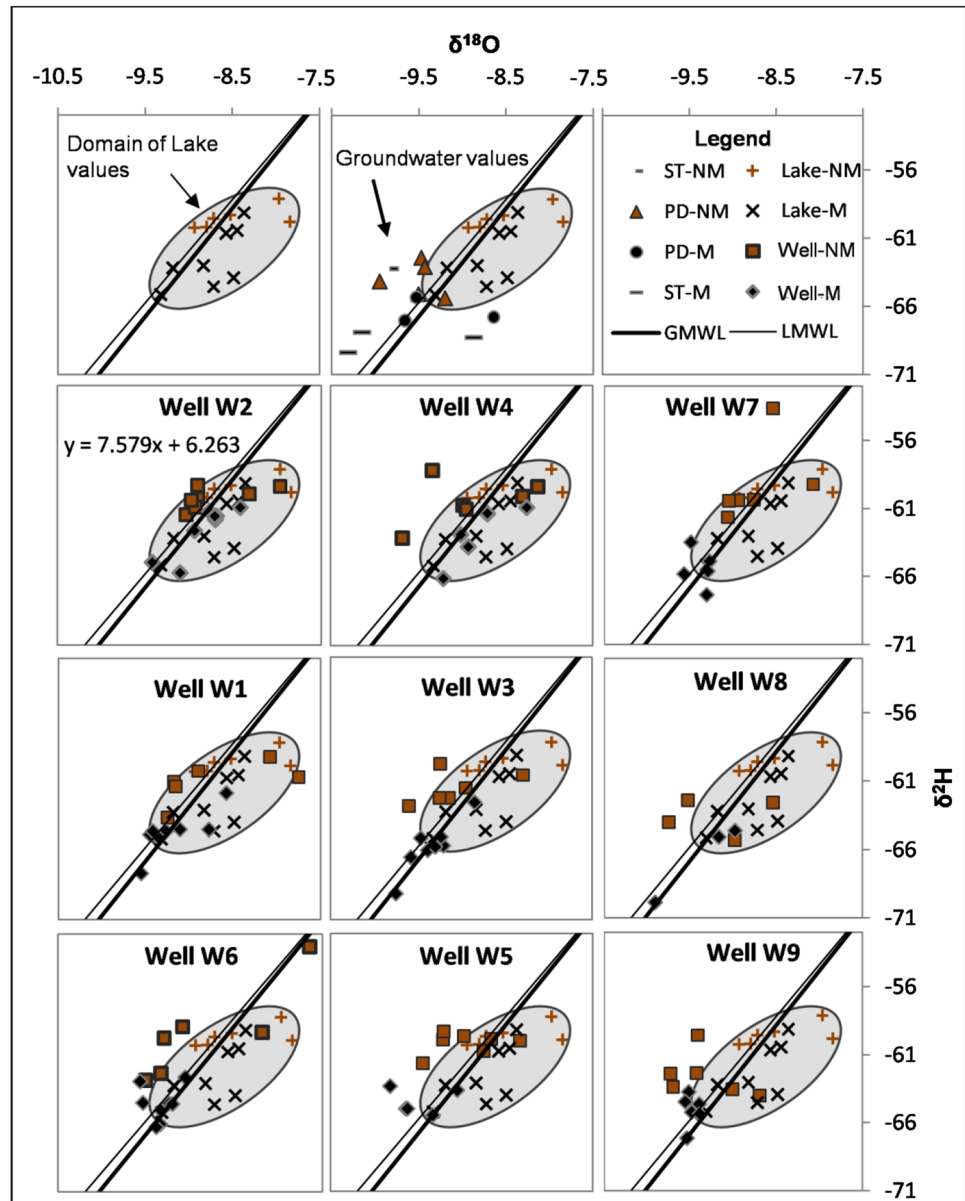 δ18O
-10.5 -9.5 -8.5 -7.5 -9.5 -8.5 -7.5 -9.5 -8.5 -7.5
Domain of Lake
values
Groundwater values
Legend
ST-NM Lake-NM
PD-NM Lake-M
PD-M Well-NM
ST-M Well-M
GMWL LMWL
-56
-61
-66
-71
Well W2 Well W4 Well W7
y = 7.579x + 6.263
-56
-61
-66
-71
Well W1 Well W3 Well W8
-56
-61
-66
-71
δ2H
Well W6 Well W5 Well W9
-56
-61
-66
-71